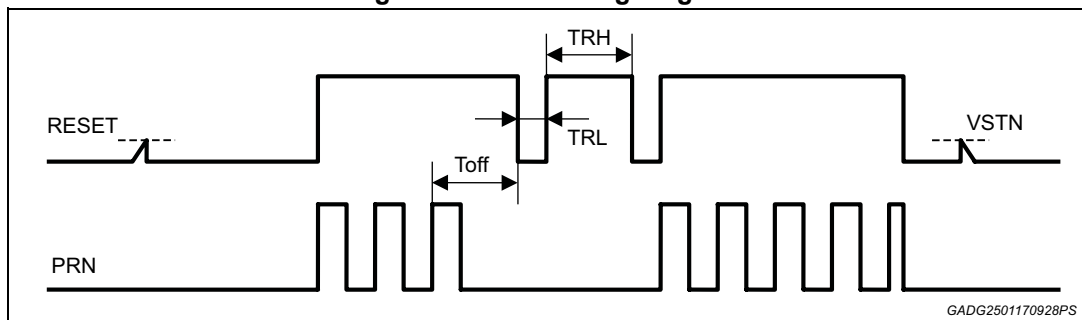 TRH
RESET
VSTN
TRL
Toff
PRN
GADG2501170928PS